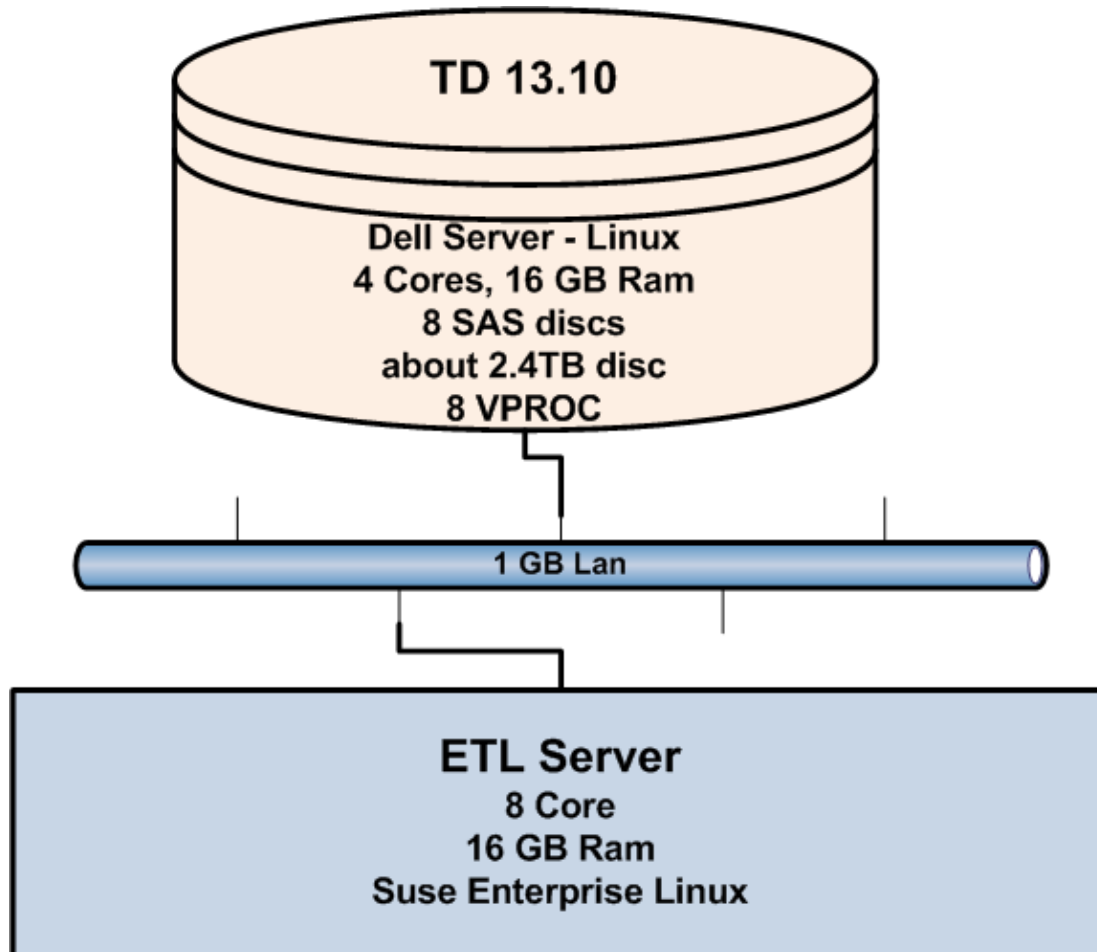 TD 13.10
Dell Server - Linux
4 Cores, 16 GB Ram
8 SAS discs
about 2.4TB disc
8 VPROC
1 GB Lan
ETL Server
8 Core
16 GB Ram
Suse Enterprise Linux